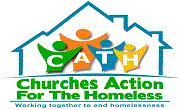 CATH
Churches Action
For The Homeless
Working together to end homelessness